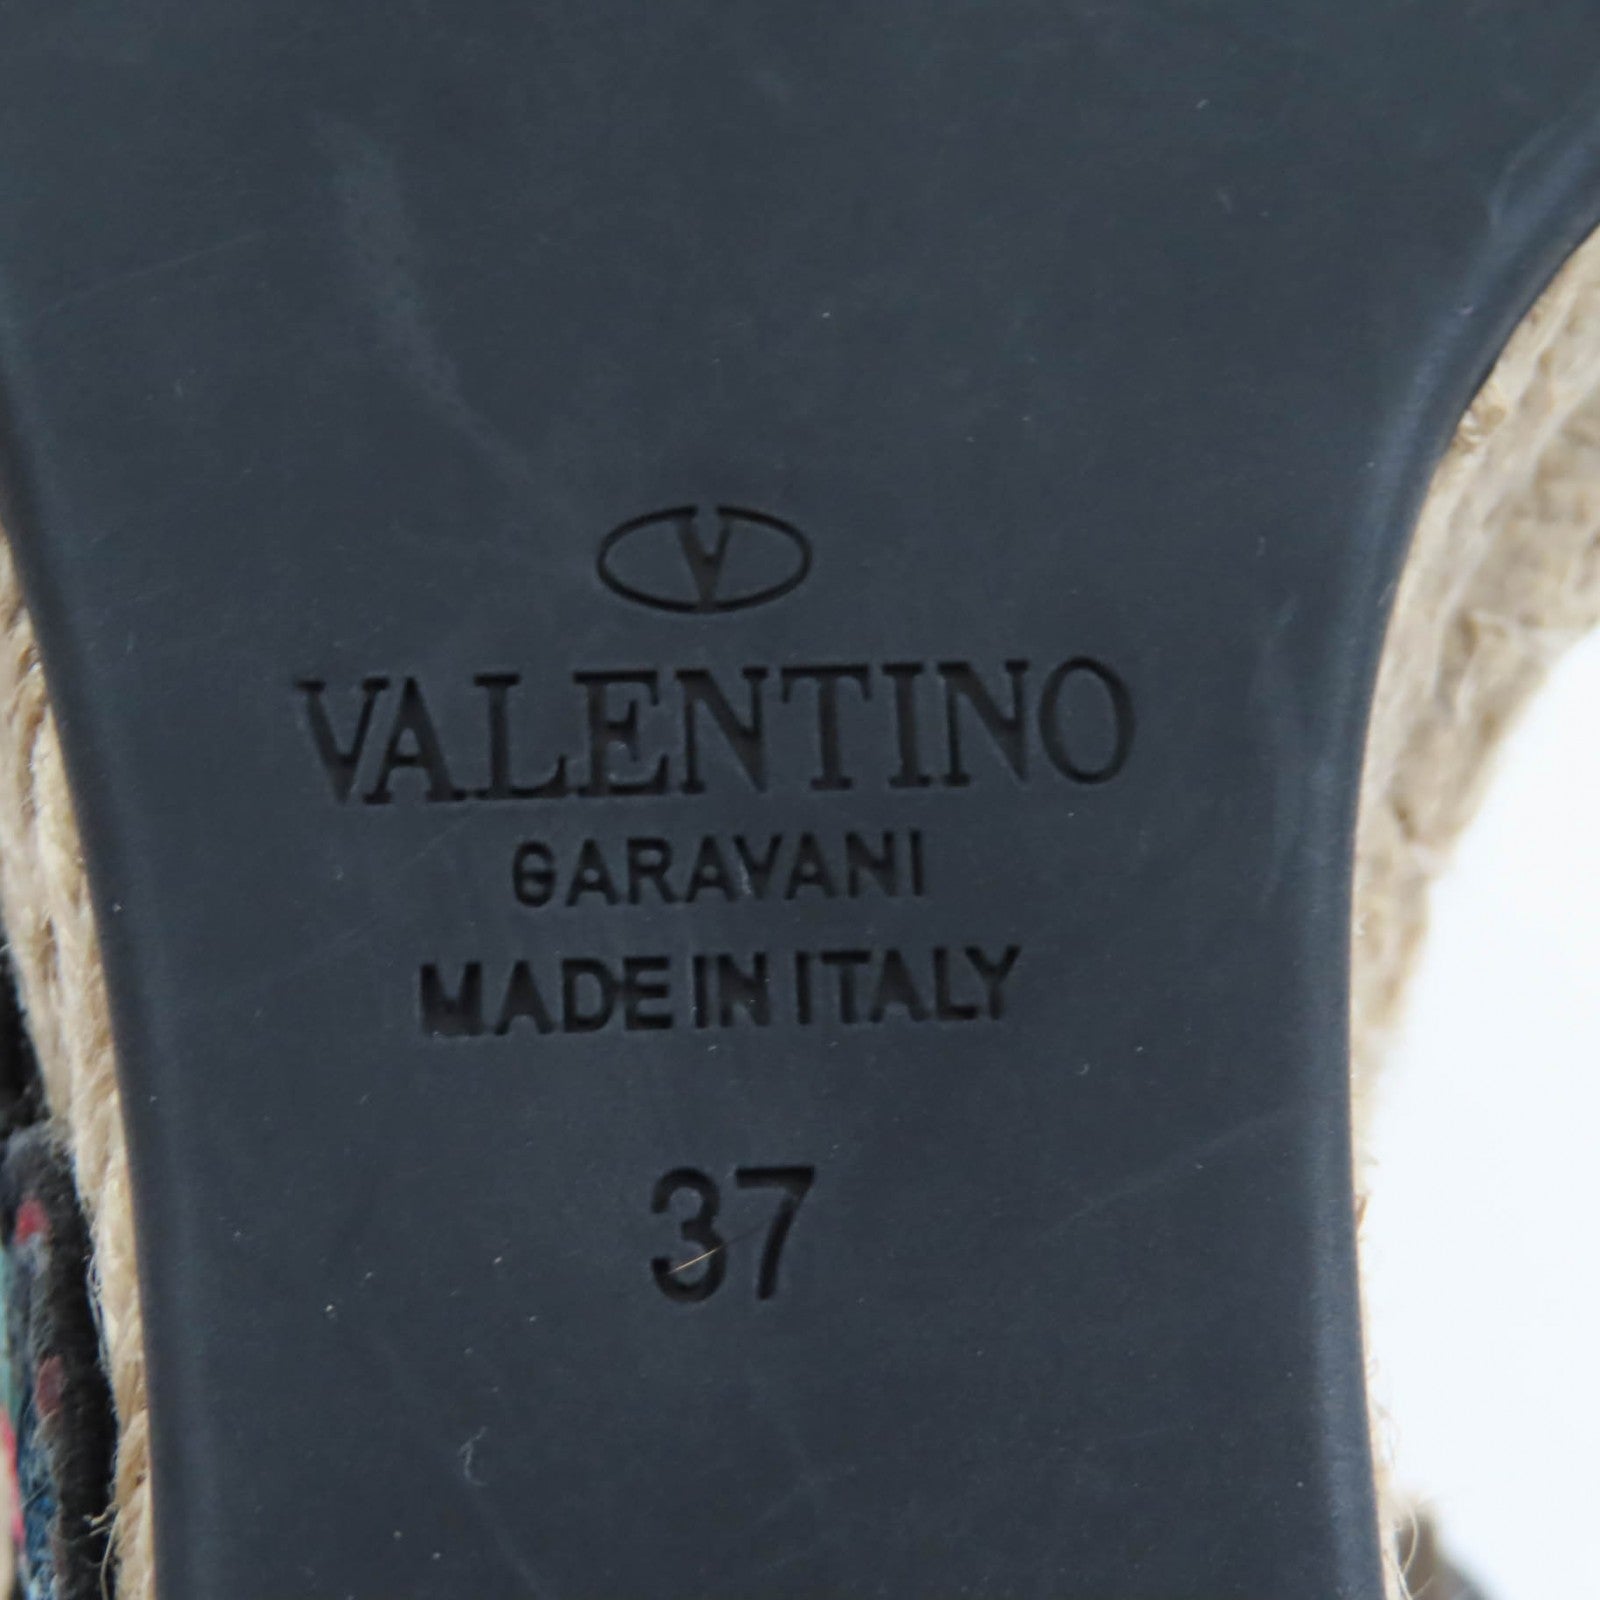 V
VALENTINO
GARAVANI
MADE IN ITALY
37